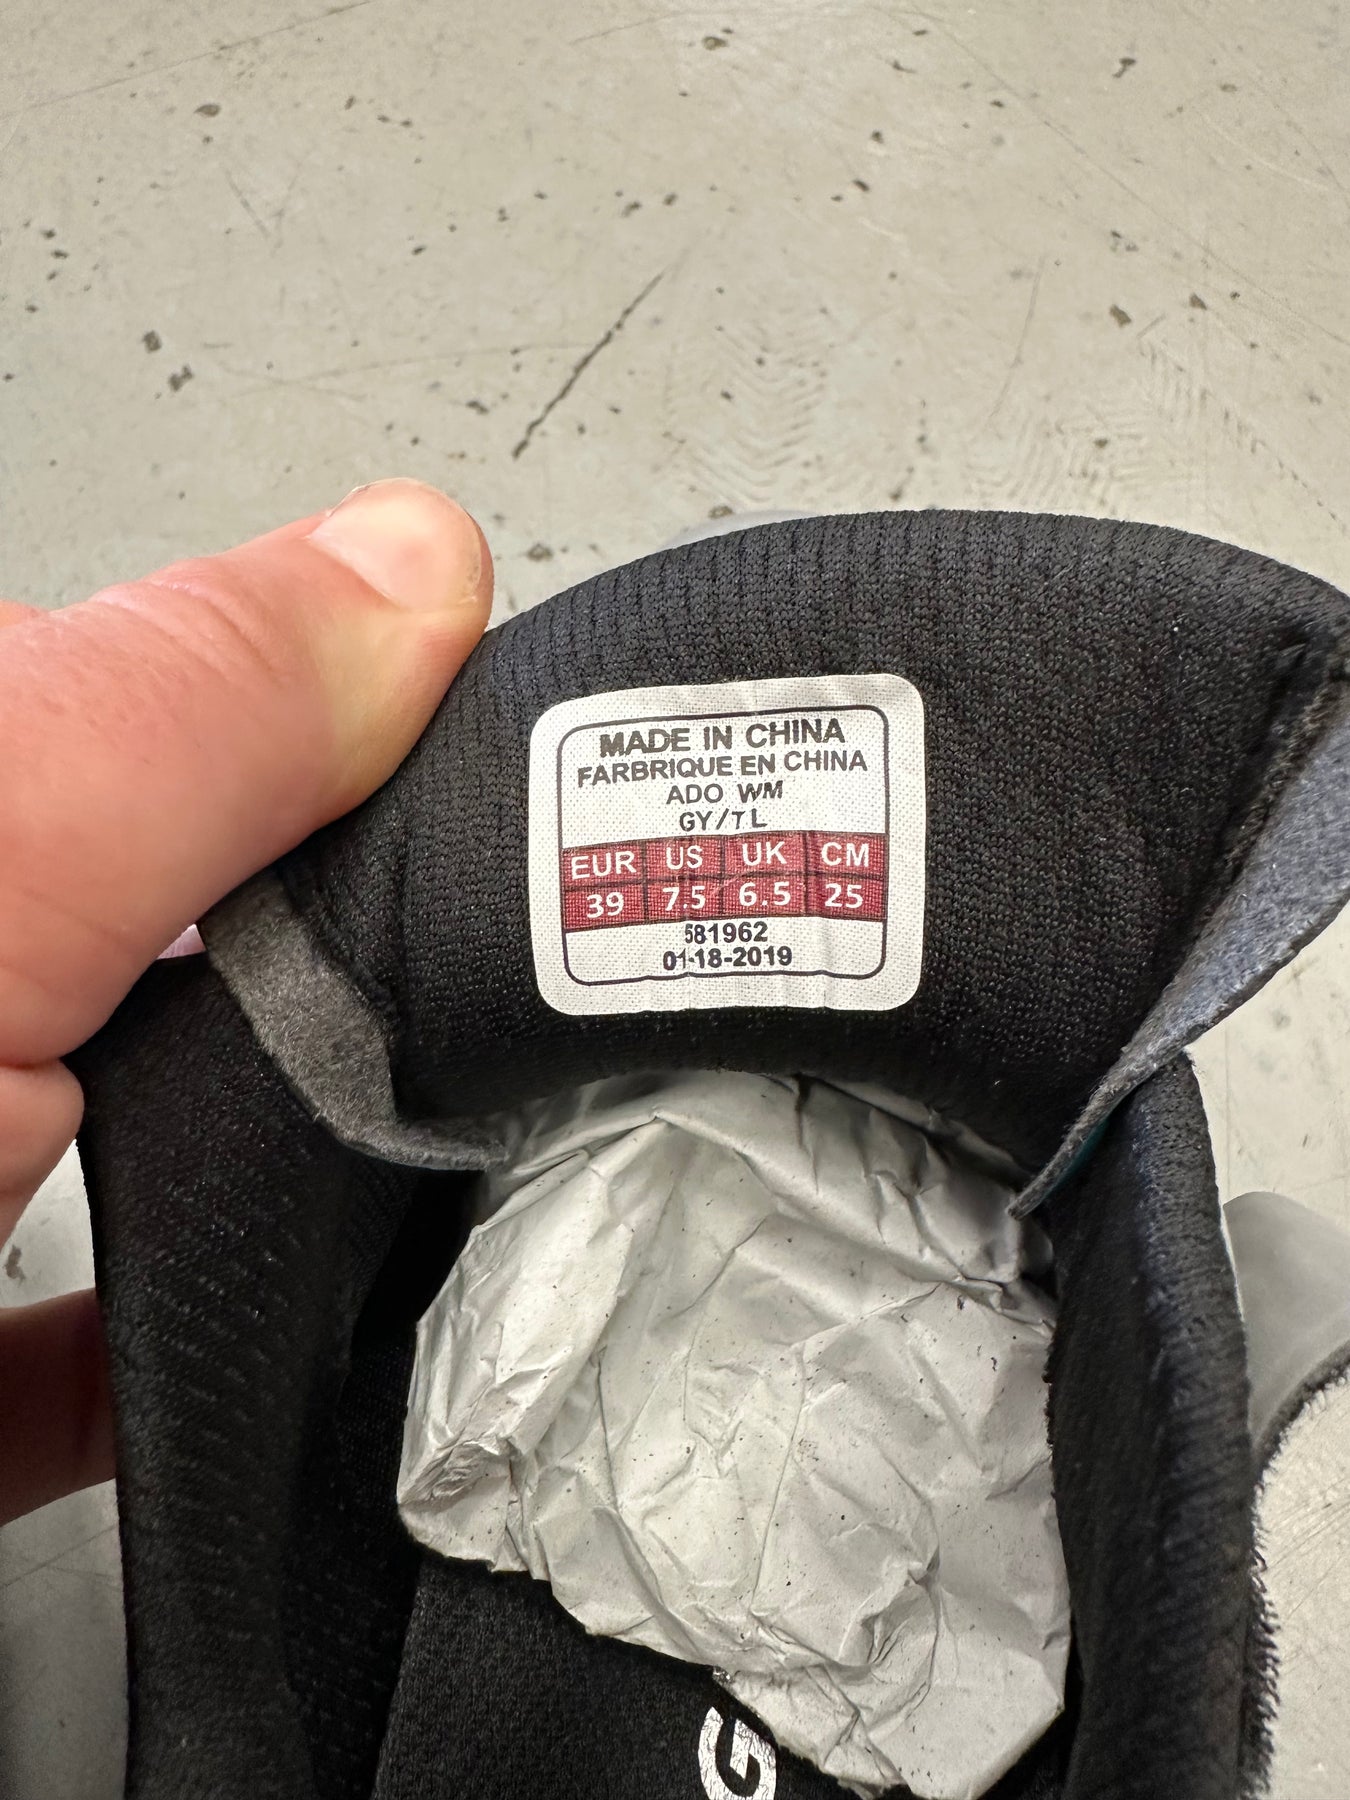 MADE IN CHINA
FARBRIQUE EN CHINA
ADO WM
GY/TL
EUR US UK CM
39 7.5 6.5 25
581962
01-18-2019
G